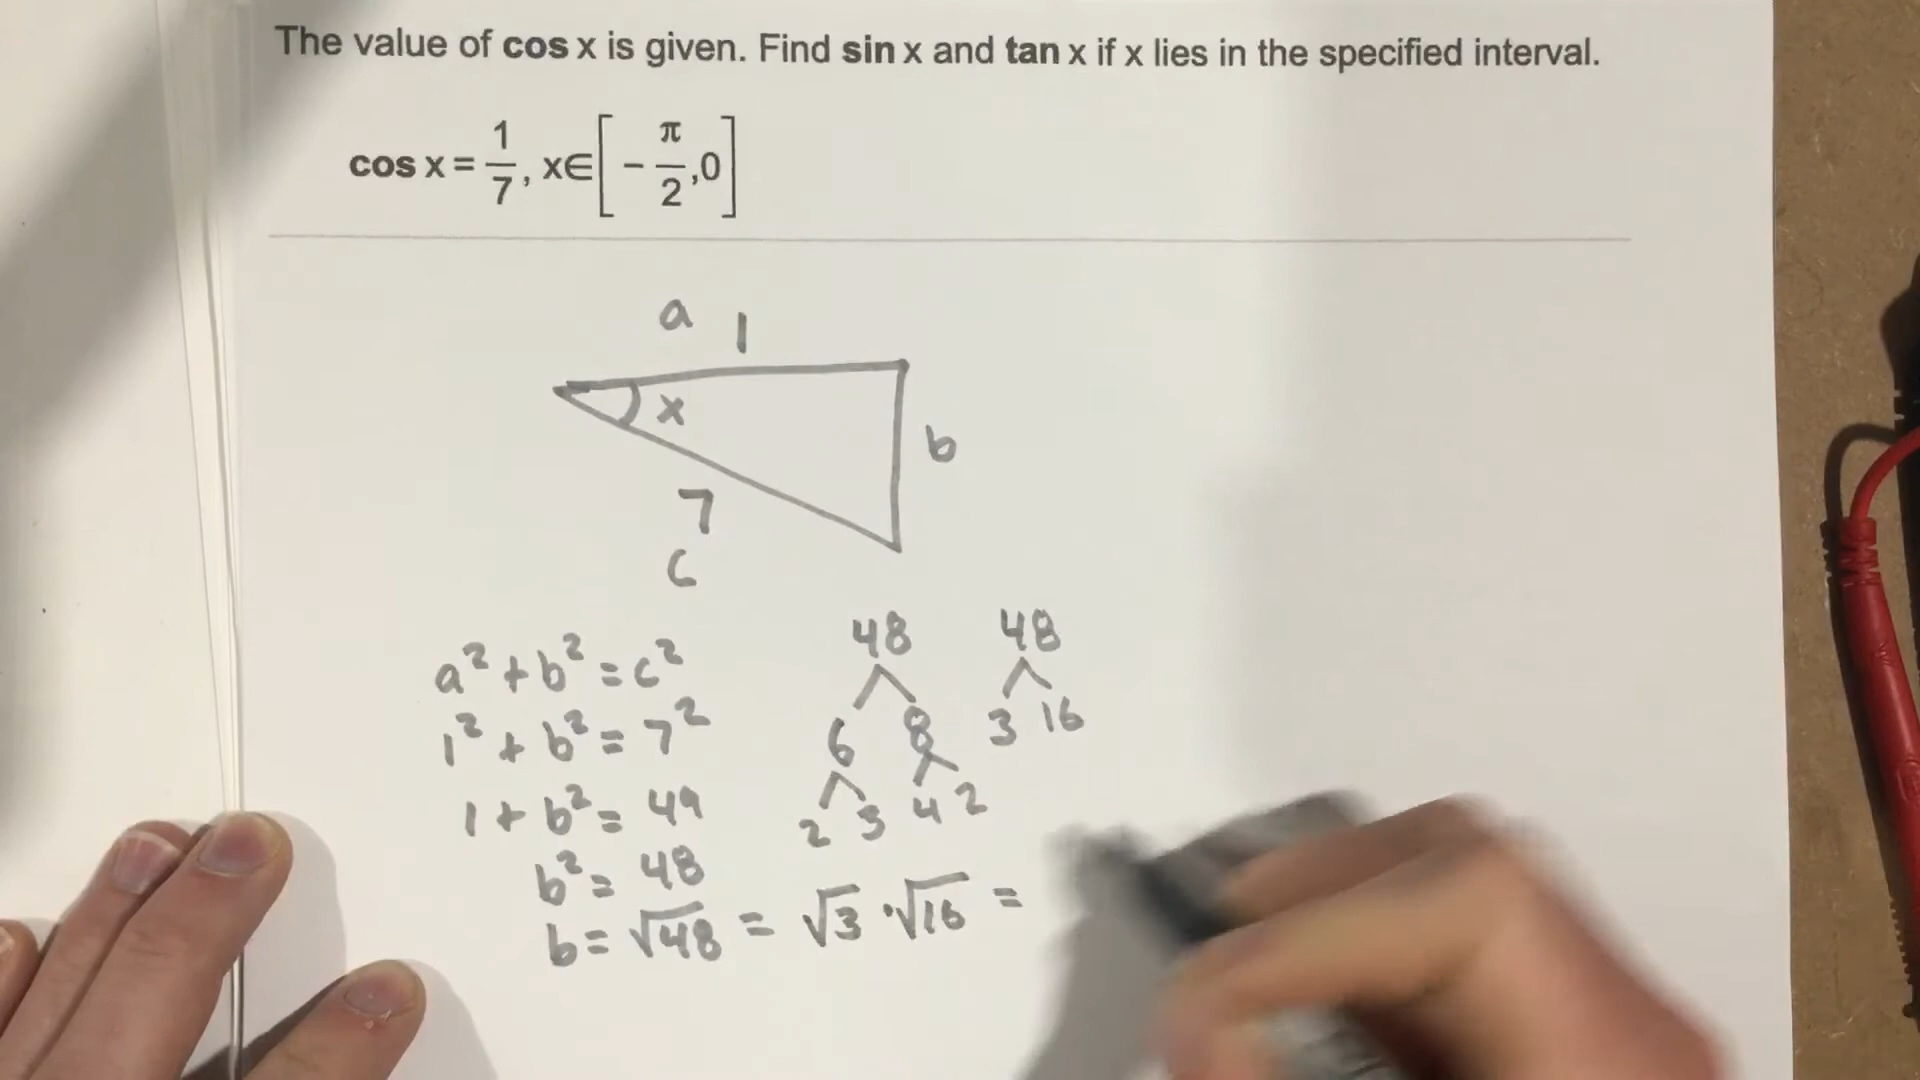 The value of cos x is given. Find sin x and tan x if x lies in the specified interval.
cos x = 1/7, x∈[-π/2,0]
a 1
x
b
7
c
48 48
6 8 3 16
2 3 4 2
a² + b² = c²
1² + b² = 7²
1 + b² = 49
b² = 48
b = √48 = √3 · √16 =